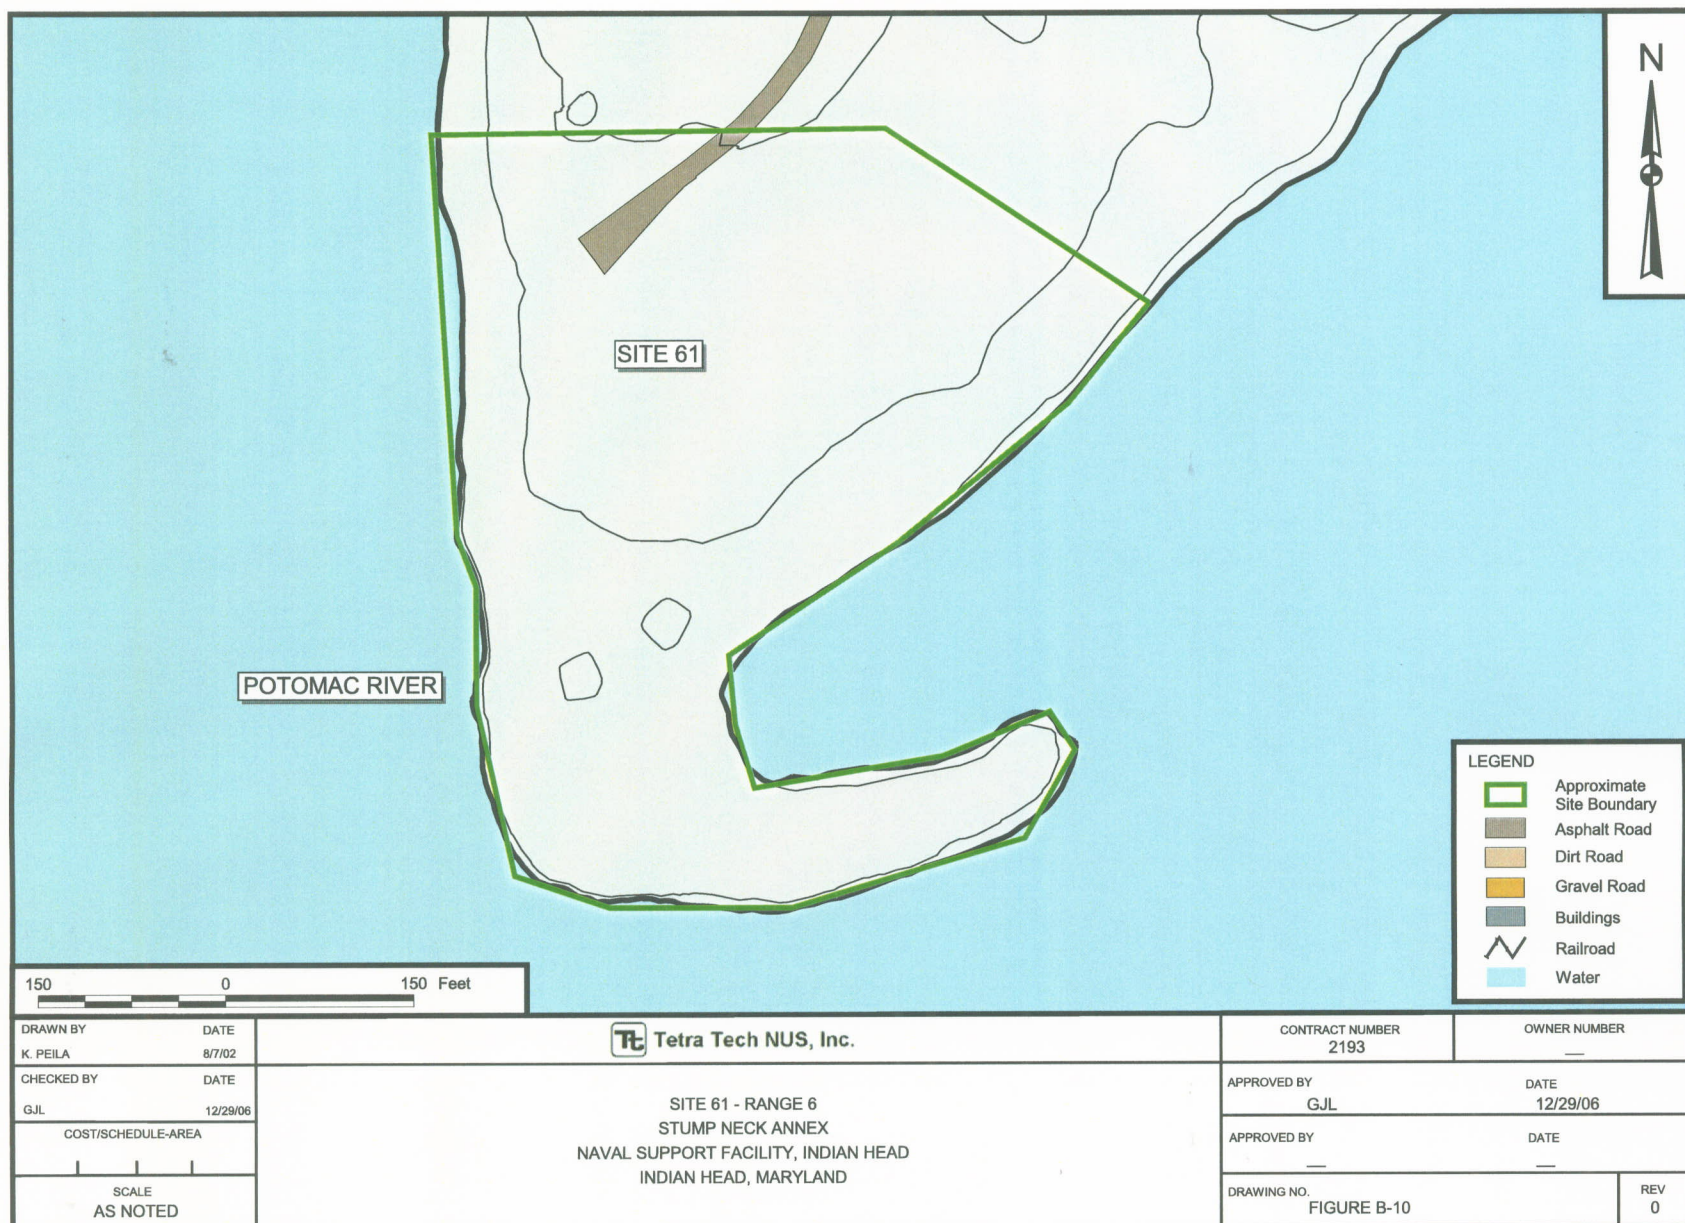 N
SITE 61
POTOMAC RIVER
LEGEND
Approximate
Site Boundary
Asphalt Road
Dirt Road
Gravel Road
Buildings
Railroad
Water
150 0 150 Feet
DRAWN BY DATE
K. PEILA 8/7/02
CHECKED BY DATE
GJL 12/29/06
COST/SCHEDULE-AREA
SCALE
AS NOTED
Tt Tetra Tech NUS, Inc.
SITE 61 - RANGE 6
STUMP NECK ANNEX
NAVAL SUPPORT FACILITY, INDIAN HEAD
INDIAN HEAD, MARYLAND
CONTRACT NUMBER
2193
OWNER NUMBER
—
APPROVED BY DATE
GJL 12/29/06
APPROVED BY DATE
— —
DRAWING NO.
FIGURE B-10
REV
0